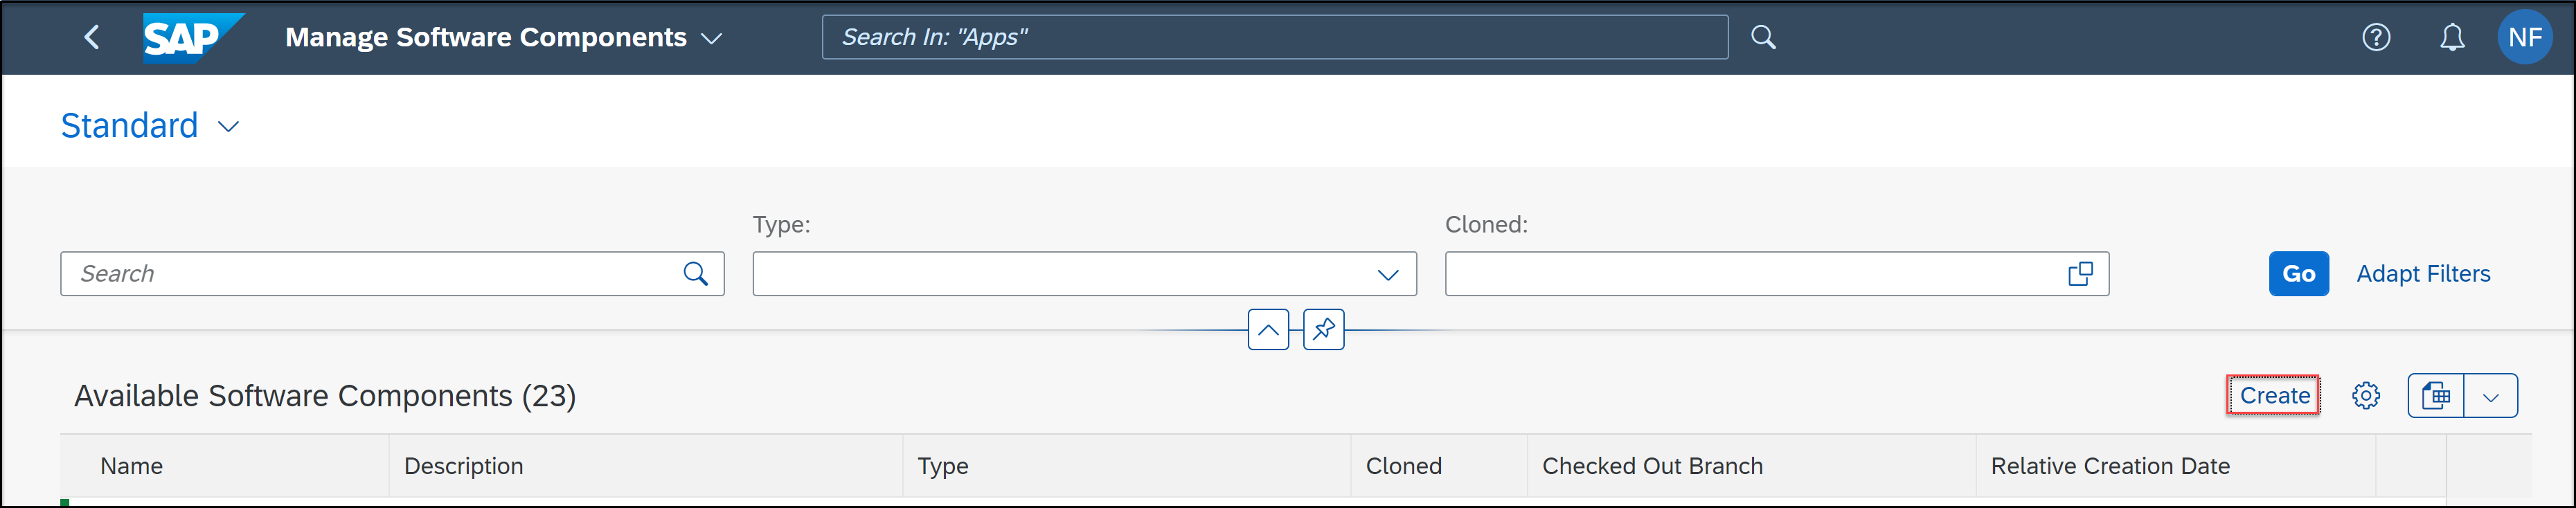 SAP Manage Software Components Search In: "Apps" NF
Standard
Type: Cloned:
Search Go Adapt Filters
Available Software Components (23) Create
Name Description Type Cloned Checked Out Branch Relative Creation Date